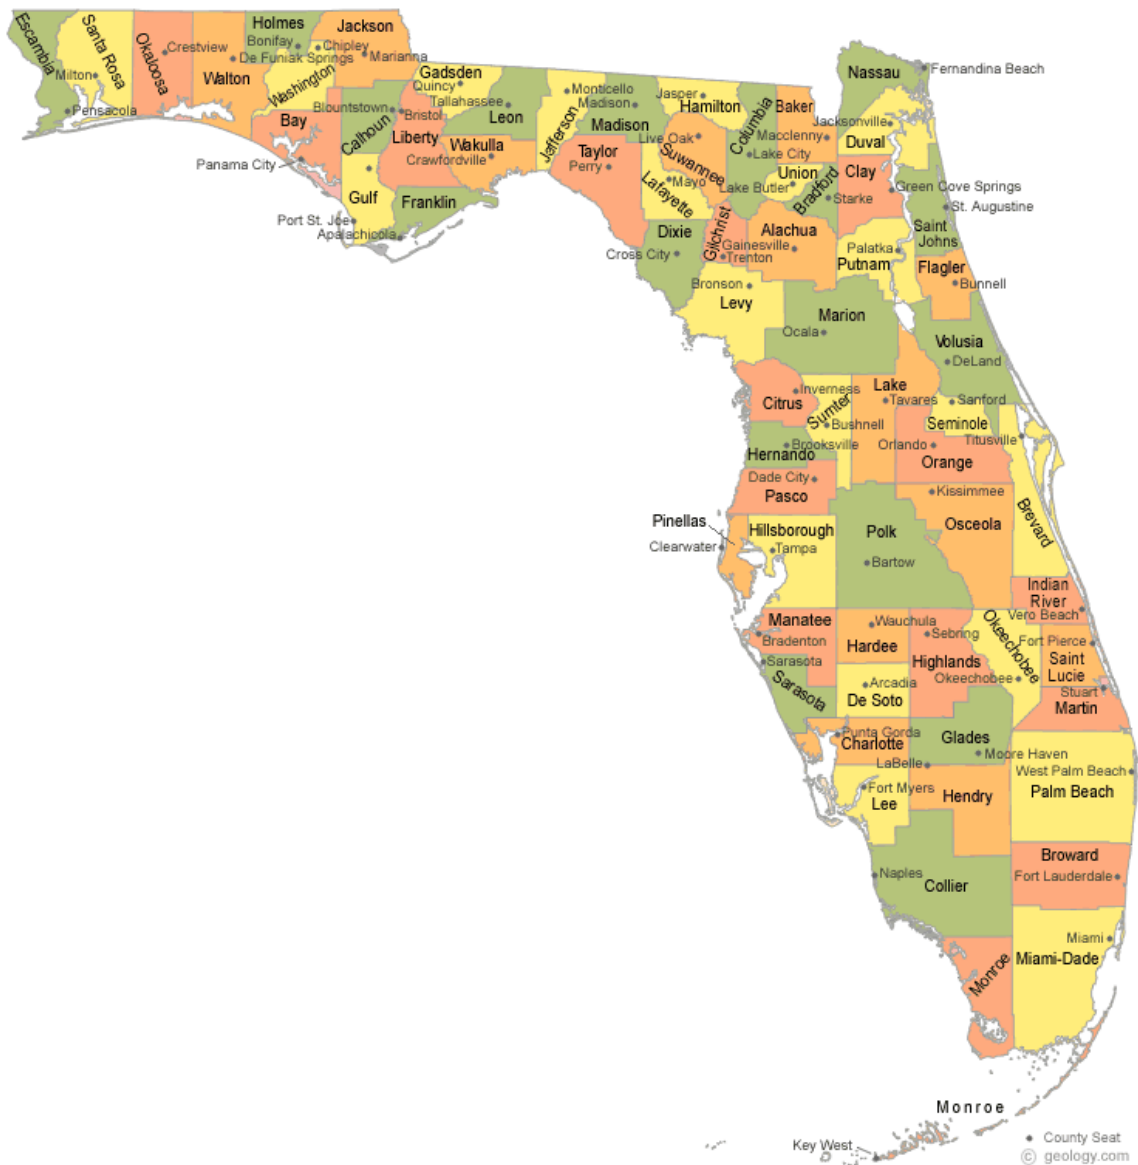 Escambia
Santa Rosa
Okaloosa
Holmes
Jackson
Bonifay
Chipley
Crestview
De Funiak Springs
Marianna
Walton
Washington
Milton
Pensacola
Gadsden
Quincy
Tallahassee
Leon
Blountstown
Bristol
Bay
Calhoun
Liberty
Wakulla
Crawfordville
Panama City
Gulf
Franklin
Port St. Joe
Apalachicola
Jefferson
Monticello
Madison
Madison
Jasper
Hamilton
Columbia
Baker
Nassau
Fernandina Beach
Jacksonville
Duval
Macclenny
Live Oak
Suwannee
Lake City
Taylor
Perry
Mayo
Lafayette
Union
Lake Butler
Bradford
Starke
Clay
Green Cove Springs
St. Augustine
Saint
Johns
Dixie
Cross City
Gilchrist
Trenton
Alachua
Gainesville
Palatka
Putnam
Flagler
Bunnell
Bronson
Levy
Marion
Ocala
Volusia
DeLand
Citrus
Inverness
Sumter
Bushnell
Lake
Tavares
Sanford
Seminole
Titusville
Hernando
Brooksville
Orlando
Orange
Dade City
Pasco
Kissimmee
Osceola
Brevard
Pinellas
Clearwater
Hillsborough
Tampa
Polk
Bartow
Indian
River
Vero Beach
Manatee
Bradenton
Wauchula
Hardee
Sebring
Highlands
Okeechobee
Okeechobee
Fort Pierce
Saint
Lucie
Sarasota
Sarasota
Arcadia
De Soto
Stuart
Martin
Punta Gorda
Charlotte
Glades
Moore Haven
LaBelle
West Palm Beach
Palm Beach
Fort Myers
Lee
Hendry
Broward
Fort Lauderdale
Naples
Collier
Miami
Miami-Dade
Monroe
Monroe
Key West
County Seat
© geology.com